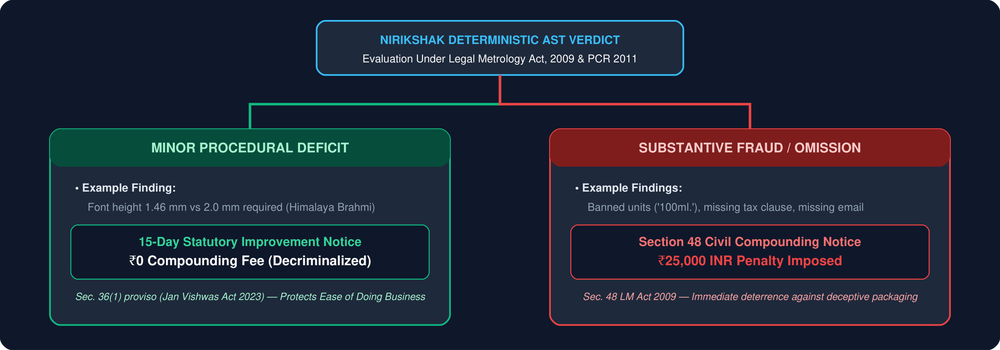 NIRIKSHAK DETERMINISTIC AST VERDICT
Evaluation Under Legal Metrology Act, 2009 & PCR 2011
MINOR PROCEDURAL DEFICIT
• Example Finding:
Font height 1.46 mm vs 2.0 mm required (Himalaya Brahmi)
15-Day Statutory Improvement Notice
₹0 Compounding Fee (Decriminalized)
Sec. 36(1) proviso (Jan Vishwas Act 2023) — Protects Ease of Doing Business
SUBSTANTIVE FRAUD / OMISSION
• Example Findings:
Banned units ('100ml.'), missing tax clause, missing email
Section 48 Civil Compounding Notice
₹25,000 INR Penalty Imposed
Sec. 48 LM Act 2009 — Immediate deterrence against deceptive packaging